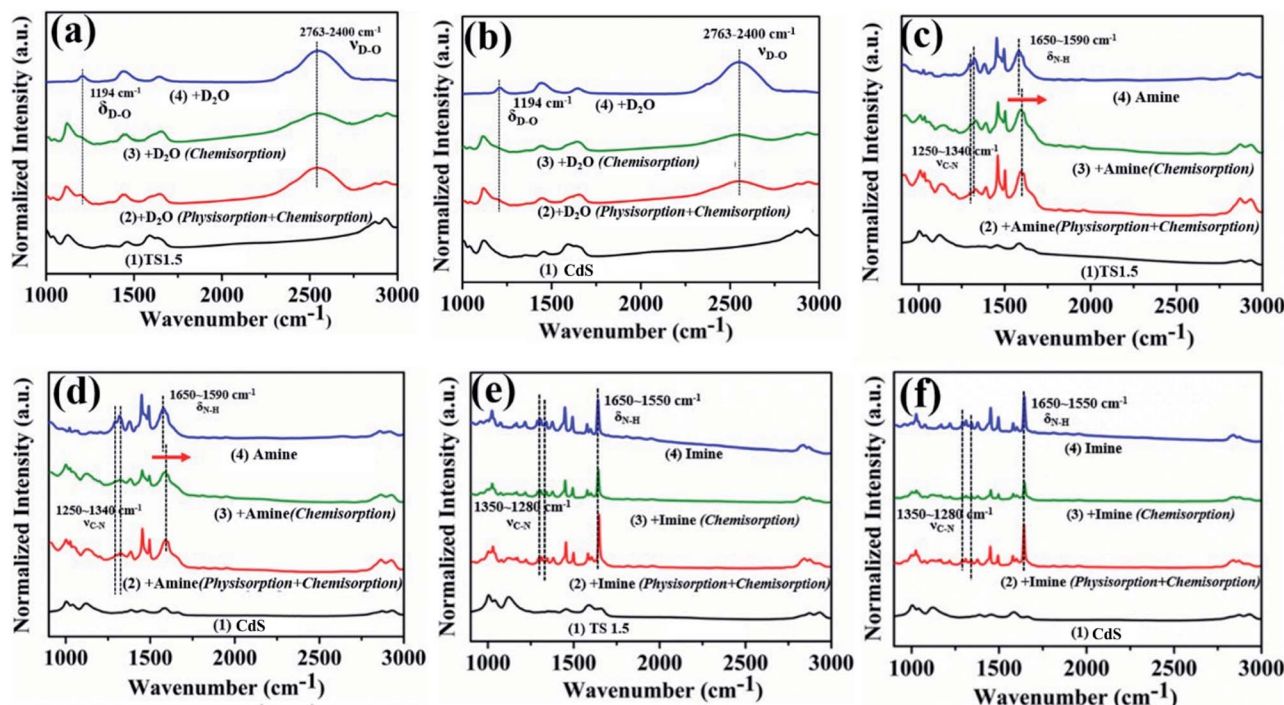 (a)
Normalized Intensity (a.u.)
2763-2400 cm-1
νD-O
1194 cm-1
δD-O
(4) +D2O
(3) +D2O (Chemisorption)
(2)+D2O (Physisorption+Chemisorption)
(1)TS1.5
1000 1500 2000 2500 3000
Wavenumber (cm-1)
(b)
Normalized Intensity (a.u.)
2763-2400 cm-1
νD-O
1194 cm-1
δD-O
(4) +D2O
(3) +D2O (Chemisorption)
(2)+D2O (Physisorption+Chemisorption)
(1) CdS
1000 1500 2000 2500 3000
Wavenumber (cm-1)
(c)
Normalized Intensity (a.u.)
1650~1590 cm-1
δN-H
(4) Amine
1250~1340 cm-1
νC-N
(3) +Amine(Chemisorption)
(2) +Amine(Physisorption+Chemisorption)
(1)TS1.5
1000 1500 2000 2500 3000
Wavenumber (cm-1)
(d)
Normalized Intensity (a.u.)
1650~1590 cm-1
δN-H
(4) Amine
1250~1340 cm-1
νC-N
(3) +Amine(Chemisorption)
(2) +Amine(Physisorption+Chemisorption)
(1) CdS
1000 1500 2000 2500 3000
Wavenumber (cm-1)
(e)
Normalized Intensity (a.u.)
1650~1550 cm-1
δN-H
(4) Imine
1350~1280 cm-1
νC-N
(3) +Imine (Chemisorption)
(2) +Imine (Physisorption+Chemisorption)
(1) TS 1.5
1000 1500 2000 2500 3000
Wavenumber (cm-1)
(f)
Normalized Intensity (a.u.)
1650~1550 cm-1
δN-H
(4) Imine
1350~1280 cm-1
νC-N
(3) +Imine (Chemisorption)
(2) +Imine (Physisorption+Chemisorption)
(1) CdS
1000 1500 2000 2500 3000
Wavenumber (cm-1)